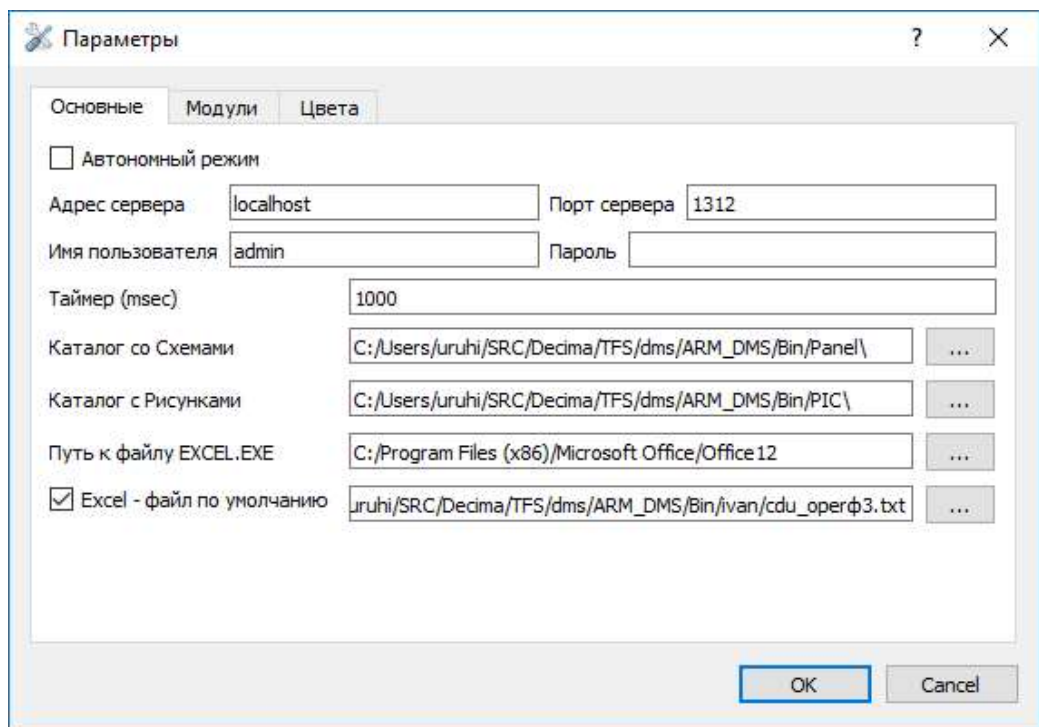 Параметры ?
Основные Модули Цвета
Автономный режим
Адрес сервера localhost Порт сервера 1312
Имя пользователя admin Пароль
Таймер (msec) 1000
Каталог со Схемами C:/Users/uruhi/SRC/Decima/TFS/dms/ARM_DMS/Bin/Panel\ ...
Каталог с Рисунками C:/Users/uruhi/SRC/Decima/TFS/dms/ARM_DMS/Bin/PIC\ ...
Путь к файлу EXCEL.EXE C:/Program Files (x86)/Microsoft Office/Office12 ...
Excel - файл по умолчанию uruhi/SRC/Decima/TFS/dms/ARM_DMS/Bin/ivan/cdu_операф3.txt ...
OK Cancel